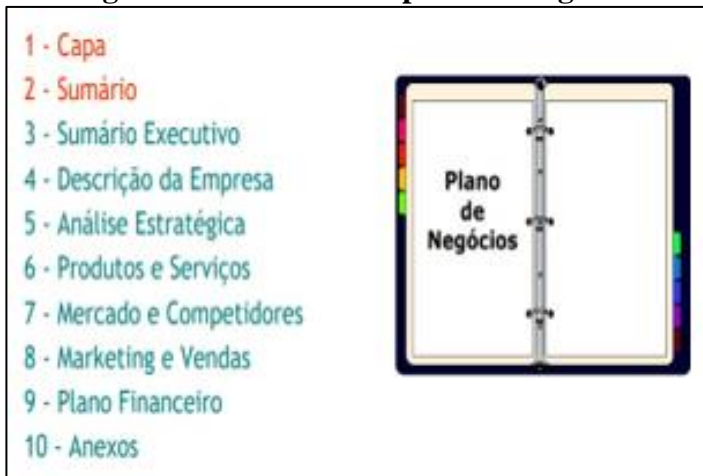 1 - Capa
2 - Sumário
3 - Sumário Executivo
4 - Descrição da Empresa
5 - Análise Estratégica
6 - Produtos e Serviços
7 - Mercado e Competidores
8 - Marketing e Vendas
9 - Plano Financeiro
10 - Anexos
Plano
de
Negócios